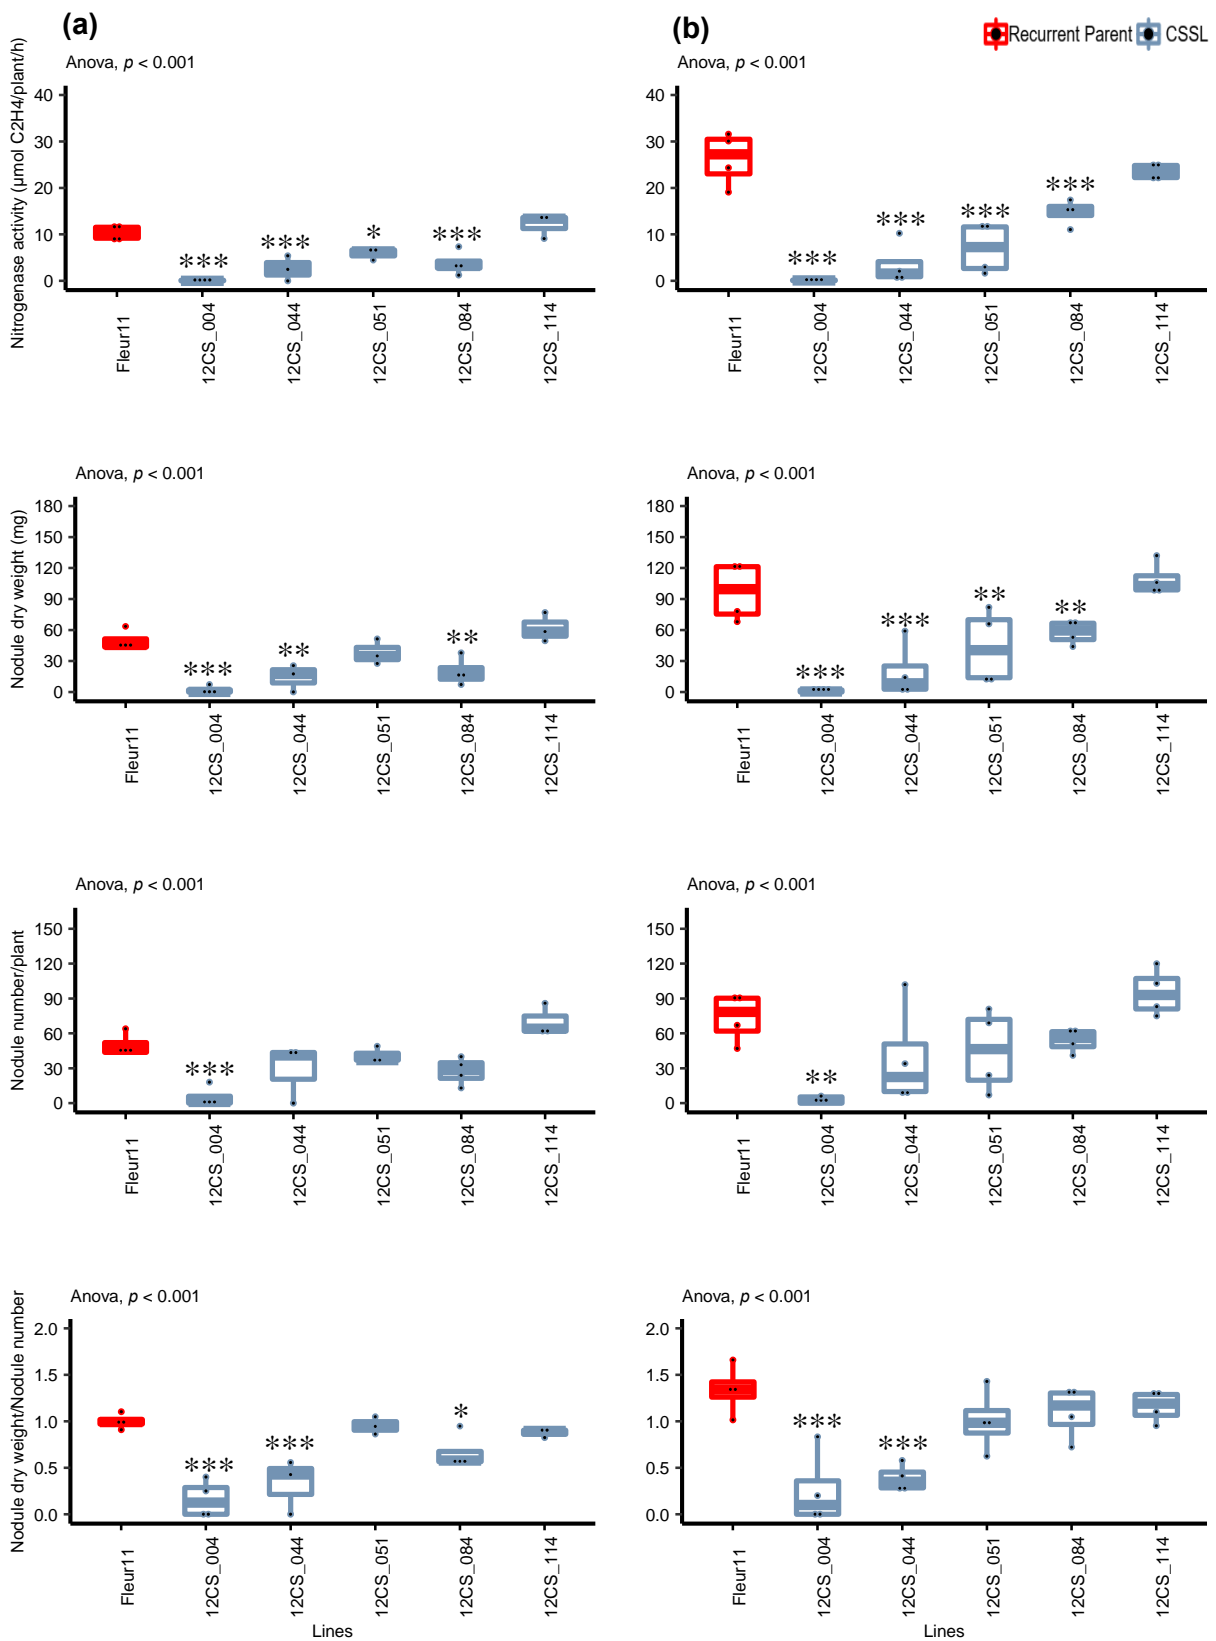 (a)
(b)
Recurrent Parent
CSSL
Anova, p < 0.001
Nitrogenase activity (µmol C2H4/plant/h)
40
30
20
10
0
***
***
*
***
Fleur11
12CS_004
12CS_044
12CS_051
12CS_084
12CS_114
Anova, p < 0.001
40
30
20
10
0
***
***
***
***
Fleur11
12CS_004
12CS_044
12CS_051
12CS_084
12CS_114
Anova, p < 0.001
Nodule dry weight (mg)
180
150
120
90
60
30
0
***
**
**
Fleur11
12CS_004
12CS_044
12CS_051
12CS_084
12CS_114
Anova, p < 0.001
180
150
120
90
60
30
0
***
***
**
**
Fleur11
12CS_004
12CS_044
12CS_051
12CS_084
12CS_114
Anova, p < 0.001
Nodule number/plant
150
120
90
60
30
0
***
Fleur11
12CS_004
12CS_044
12CS_051
12CS_084
12CS_114
Anova, p < 0.001
150
120
90
60
30
0
**
Fleur11
12CS_004
12CS_044
12CS_051
12CS_084
12CS_114
Anova, p < 0.001
Nodule dry weight/Nodule number
2.0
1.5
1.0
0.5
0.0
***
***
*
Fleur11
12CS_004
12CS_044
12CS_051
12CS_084
12CS_114
Lines
Anova, p < 0.001
2.0
1.5
1.0
0.5
0.0
***
***
Fleur11
12CS_004
12CS_044
12CS_051
12CS_084
12CS_114
Lines